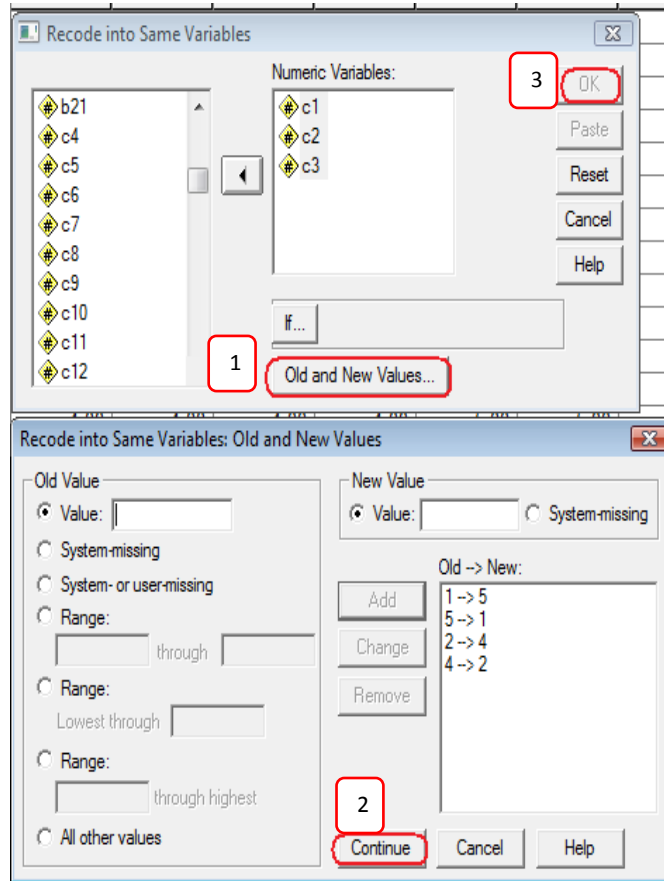 Recode into Same Variables
b21
c4
c5
c6
c7
c8
c9
c10
c11
c12
Numeric Variables:
c1
c2
c3
3
OK
Paste
Reset
Cancel
Help
If...
1
Old and New Values...
Recode into Same Variables: Old and New Values
Old Value
Value:
System-missing
System- or user-missing
Range:
through
Range:
Lowest through
Range:
through highest
All other values
New Value
Value:
System-missing
Old --> New:
Add
Change
Remove
1 --> 5
5 --> 1
2 --> 4
4 --> 2
2
Continue
Cancel
Help